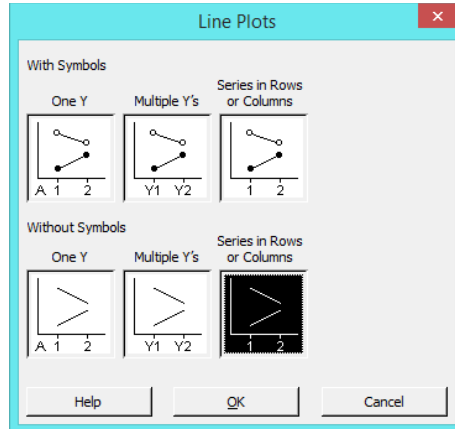 Line Plots
With Symbols
One Y
Multiple Y's
Series in Rows
or Columns
A 1 2
Y1 Y2
1 2
Without Symbols
One Y
Multiple Y's
Series in Rows
or Columns
A 1 2
Y1 Y2
1 2
Help
OK
Cancel